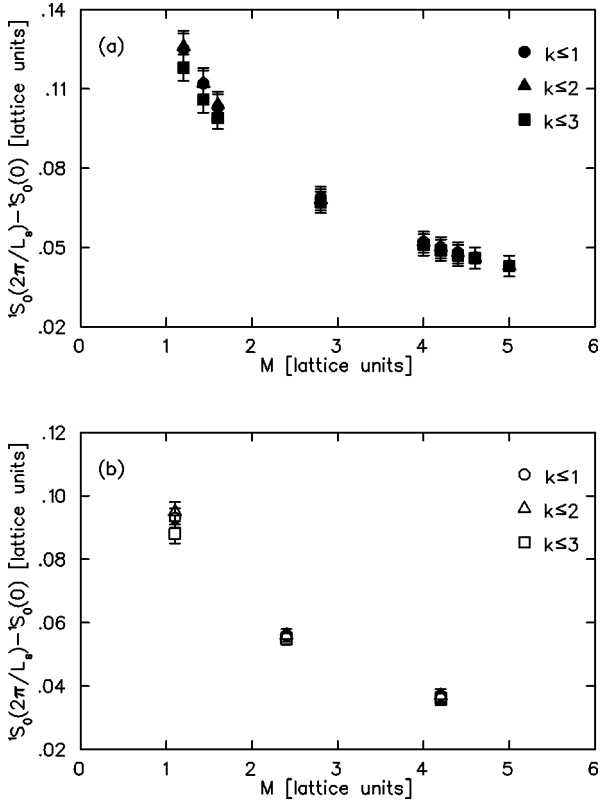 .14
(a)
k≤1
.11
k≤2
k≤3
.08
.05
.02
¹S₀(2π/Lₛ)−¹S₀(0) [lattice units]
0 1 2 3 4 5 6
M [lattice units]
.12
(b)
k≤1
.10
k≤2
k≤3
.08
.06
.04
.02
¹S₀(2π/Lₛ)−¹S₀(0) [lattice units]
0 1 2 3 4 5 6
M [lattice units]